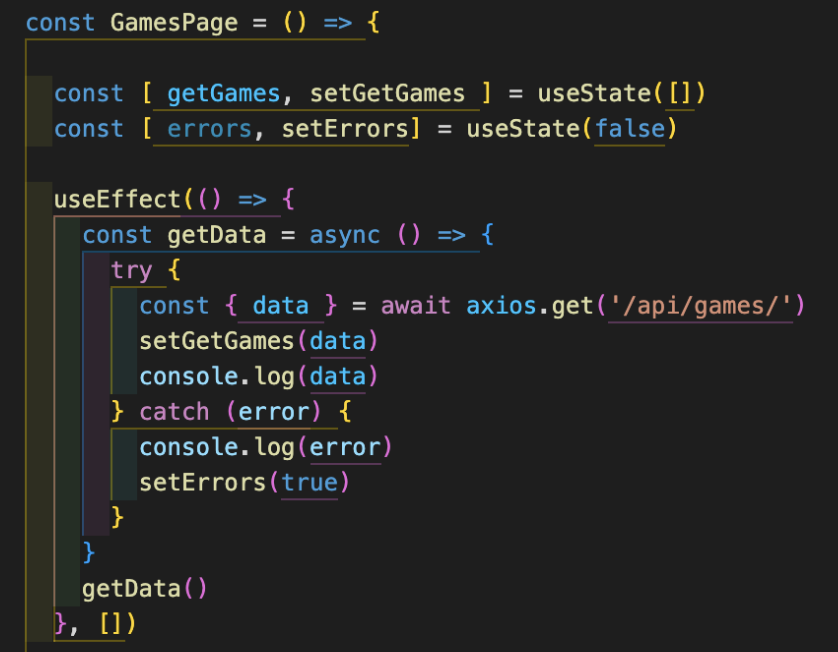 const GamesPage = () => {
const [ getGames, setGetGames ] = useState([])
const [ errors, setErrors] = useState(false)
useEffect(() => {
const getData = async () => {
try {
const { data } = await axios.get('/api/games/')
setGetGames(data)
console.log(data)
} catch (error) {
console.log(error)
setErrors(true)
}
}
getData()
}, [])